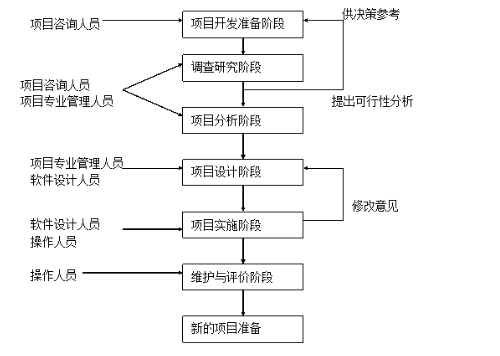 供决策参考
项目咨询人员
项目开发准备阶段
调查研究阶段
项目咨询人员
项目专业管理人员
提出可行性分析
项目分析阶段
项目专业管理人员
软件设计人员
项目设计阶段
修改意见
软件设计人员
操作人员
项目实施阶段
操作人员
维护与评价阶段
新的项目准备